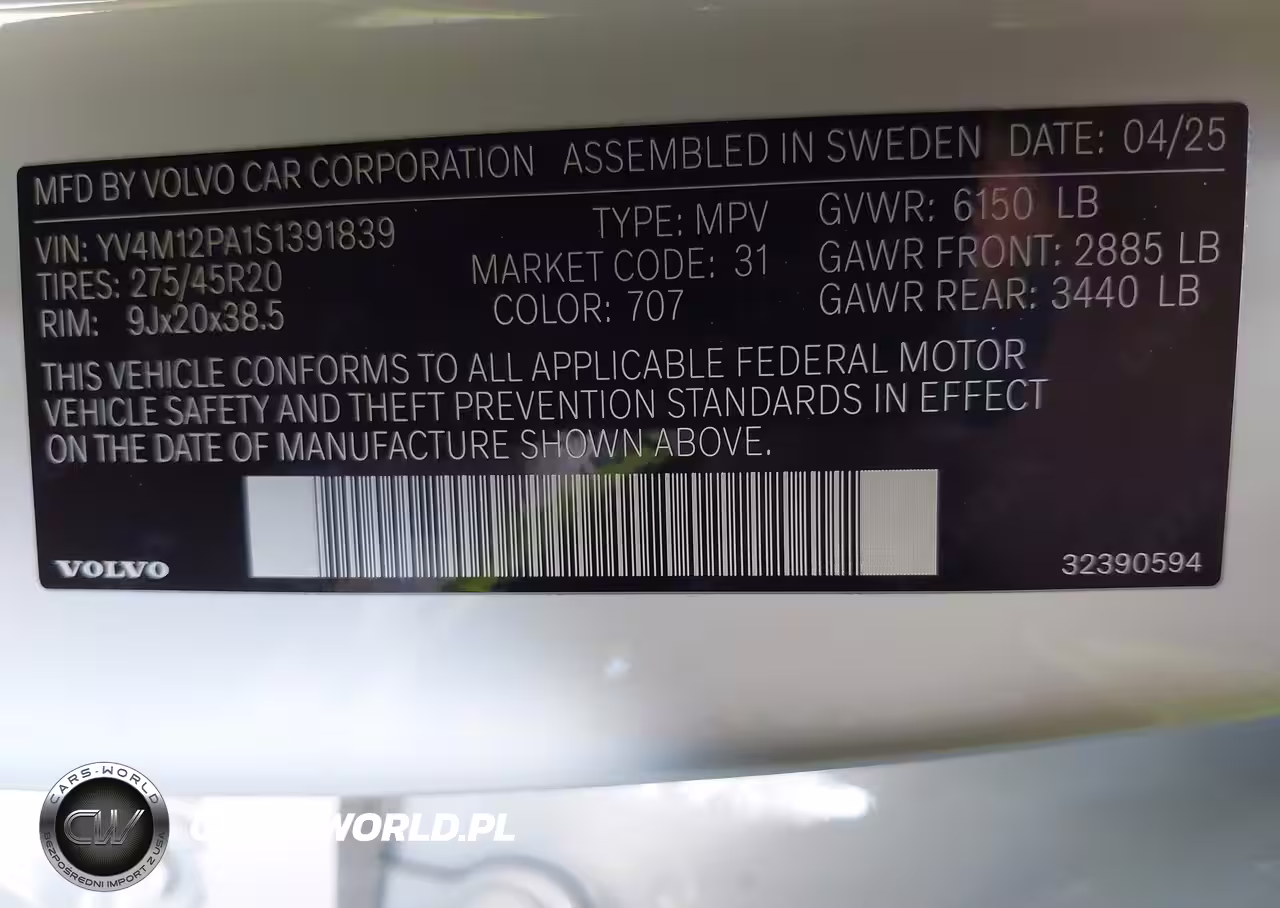 MFD BY VOLVO CAR CORPORATION ASSEMBLED IN SWEDEN DATE: 04/25
VIN: YV4M12PA1S1391839 TYPE: MPV GVWR: 6150 LB
TIRES: 275/45R20 MARKET CODE: 31 GAWR FRONT: 2885 LB
RIM: 9Jx20x38.5 COLOR: 707 GAWR REAR: 3440 LB
THIS VEHICLE CONFORMS TO ALL APPLICABLE FEDERAL MOTOR
VEHICLE SAFETY AND THEFT PREVENTION STANDARDS IN EFFECT
ON THE DATE OF MANUFACTURE SHOWN ABOVE.
VOLVO
32390594
CARS-WORLD
CW
BEZPOŚREDNI IMPORT Z USA
WORLD.PL